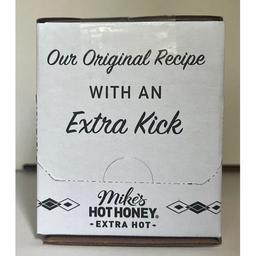 Our Original Recipe
WITH AN
Extra Kick
Mike's
HOT HONEY®
- EXTRA HOT -